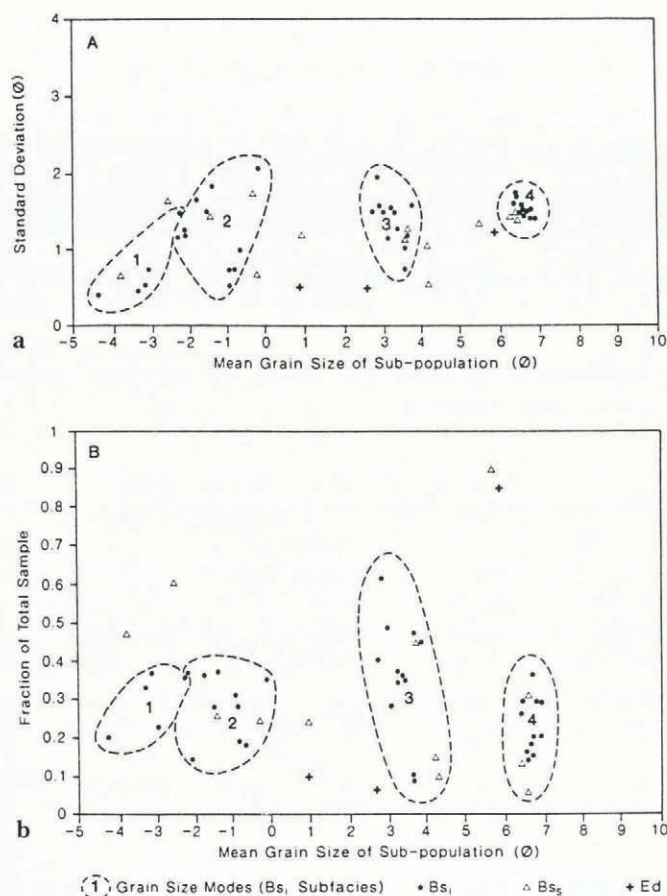 4
A
3
2
1
0
Standard Deviation (Ø)
1
2
3
4
-5 -4 -3 -2 -1 0 1 2 3 4 5 6 7 8 9 10
a
Mean Grain Size of Sub-population (Ø)
1
B
0.9
0.8
0.7
0.6
0.5
0.4
0.3
0.2
0.1
0
Fraction of Total Sample
1
2
3
4
-5 -4 -3 -2 -1 0 1 2 3 4 5 6 7 8 9 10
b
Mean Grain Size of Sub-population (Ø)
1 Grain Size Modes (Bsl Subfacies) • Bsl △ Bss + Ed